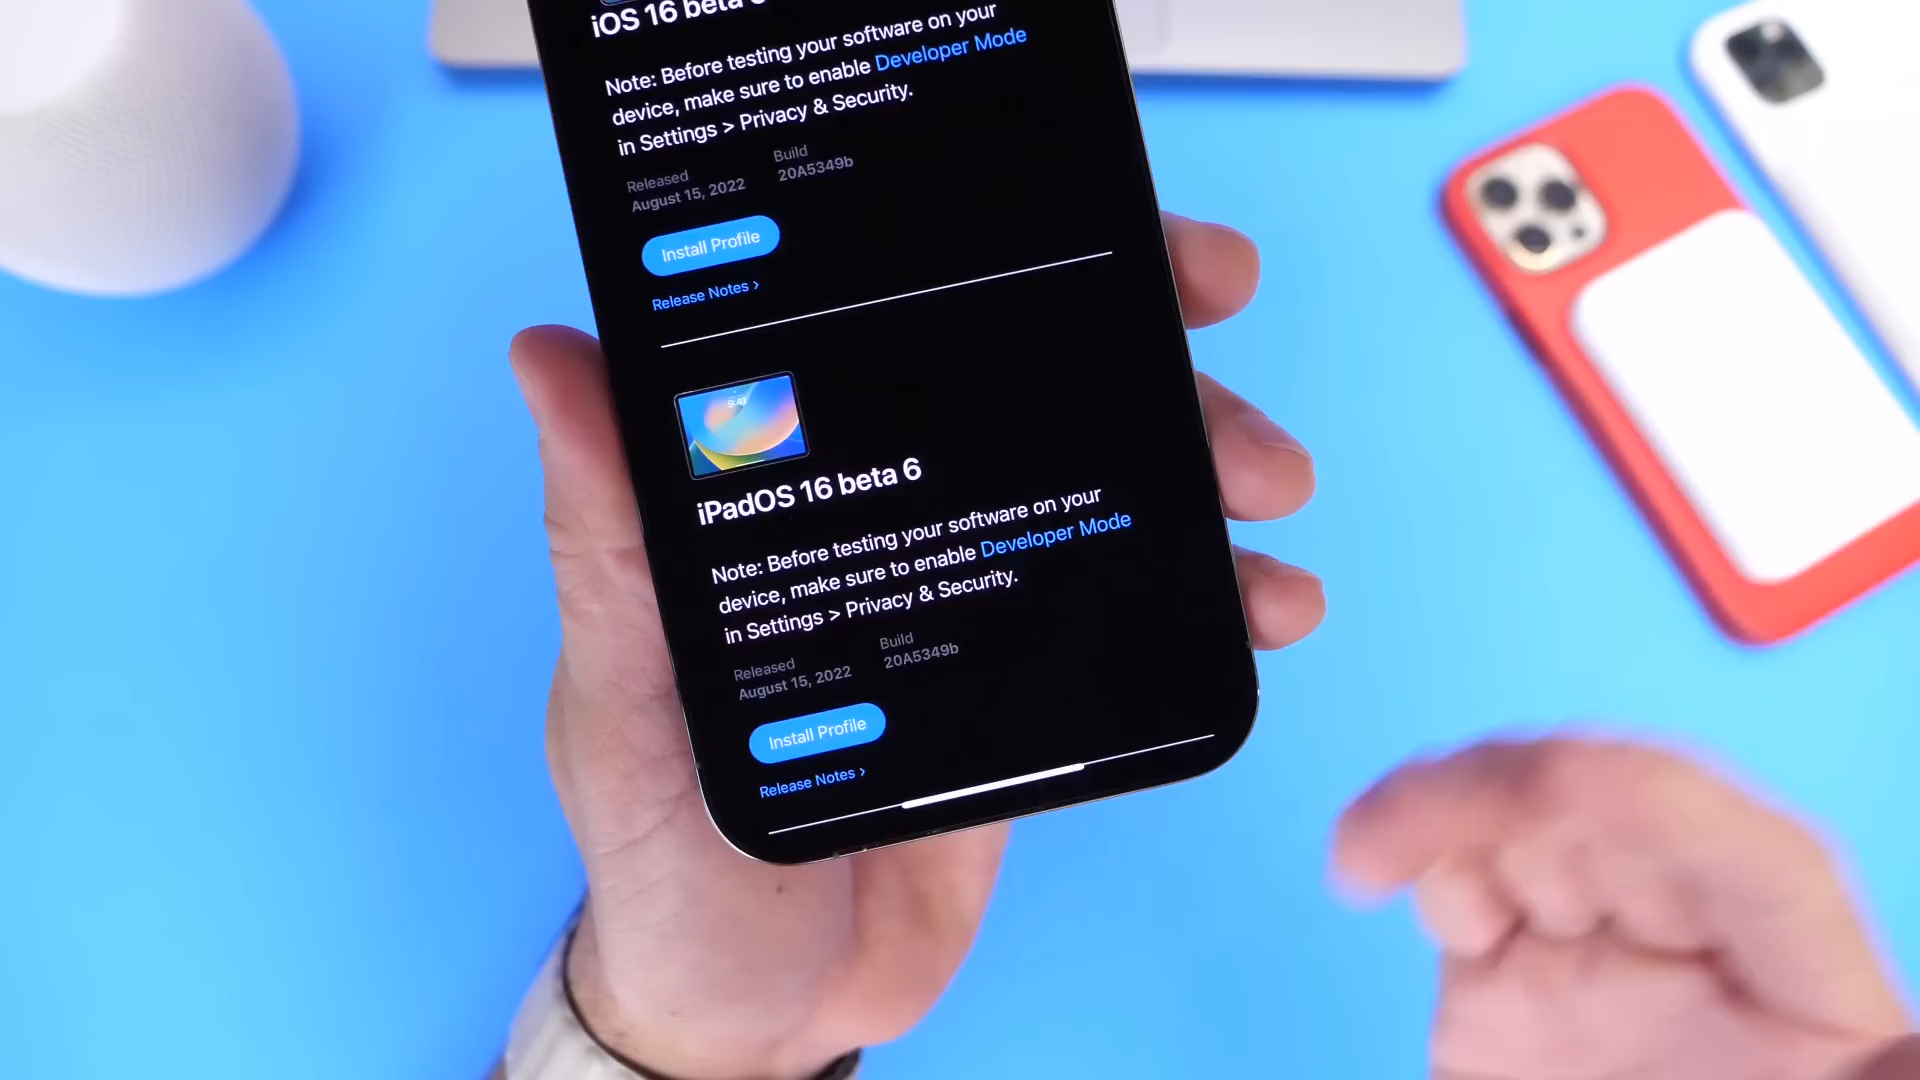 iOS 16 beta
Note: Before testing your software on your
device, make sure to enable Developer Mode
in Settings > Privacy & Security.
Released
August 15, 2022
Build
20A5349b
Install Profile
Release Notes >
9:41
iPadOS 16 beta 6
Note: Before testing your software on your
device, make sure to enable Developer Mode
in Settings > Privacy & Security.
Released
August 15, 2022
Build
20A5349b
Install Profile
Release Notes >